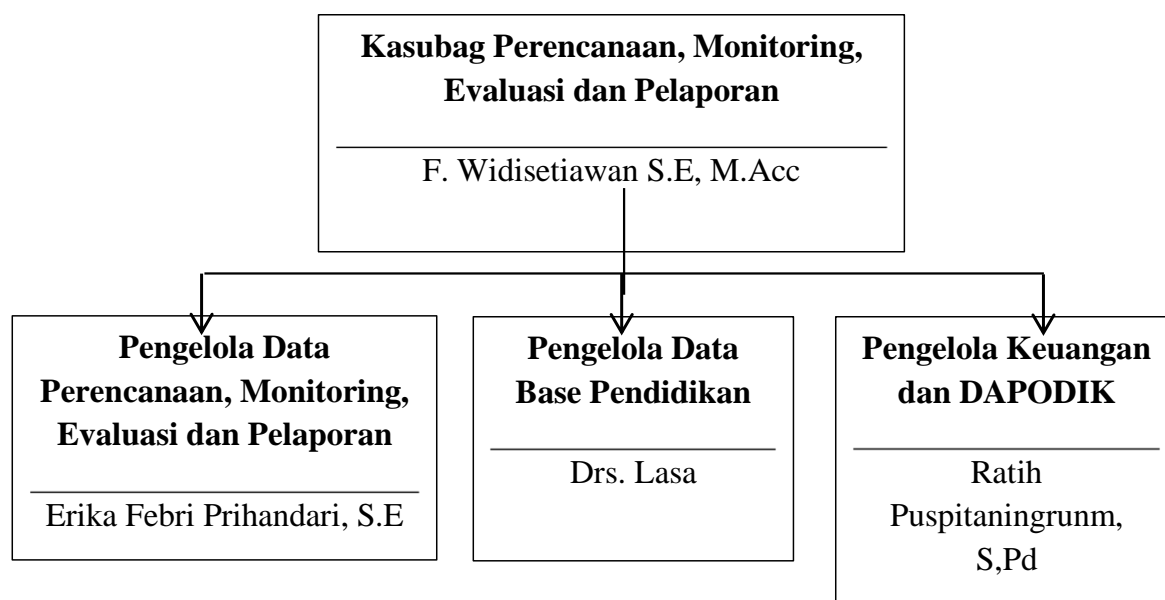 Kasubag Perencanaan, Monitoring,
Evaluasi dan Pelaporan
F. Widisetiawan S.E, M.Acc
Pengelola Data
Perencanaan, Monitoring,
Evaluasi dan Pelaporan
Erika Febri Prihandari, S.E
Pengelola Data
Base Pendidikan
Drs. Lasa
Pengelola Keuangan
dan DAPODIK
Ratih
Puspitaningrunm,
S,Pd